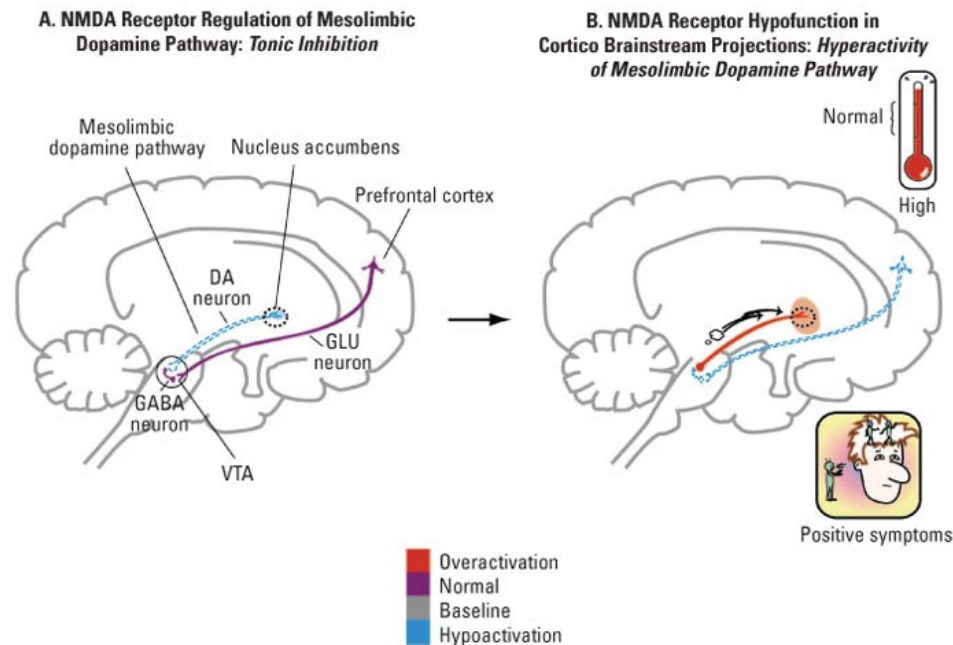 A. NMDA Receptor Regulation of Mesolimbic
Dopamine Pathway: Tonic Inhibition
Mesolimbic
dopamine pathway
Nucleus accumbens
Prefrontal cortex
DA
neuron
GLU
neuron
GABA
neuron
VTA
B. NMDA Receptor Hypofunction in
Cortico Brainstream Projections: Hyperactivity
of Mesolimbic Dopamine Pathway
Normal
High
Positive symptoms
Overactivation
Normal
Baseline
Hypoactivation